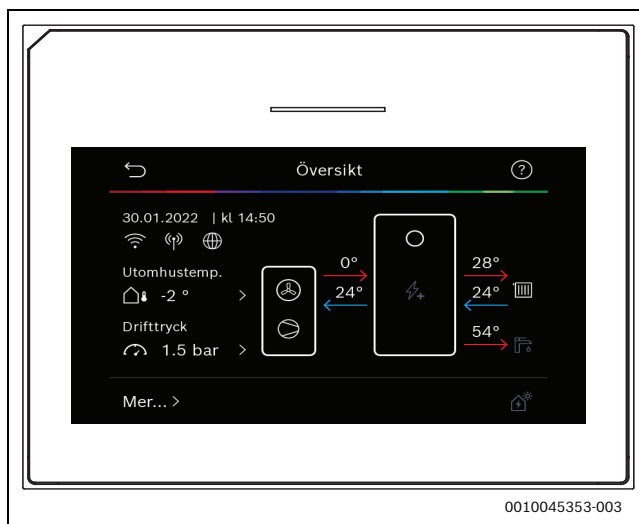 Översikt
?
30.01.2022 | kl 14:50
Utomhustemp.
-2 ° >
Drifttryck
1.5 bar >
0°
24°
28°
24°
54°
Mer... >
0010045353-003